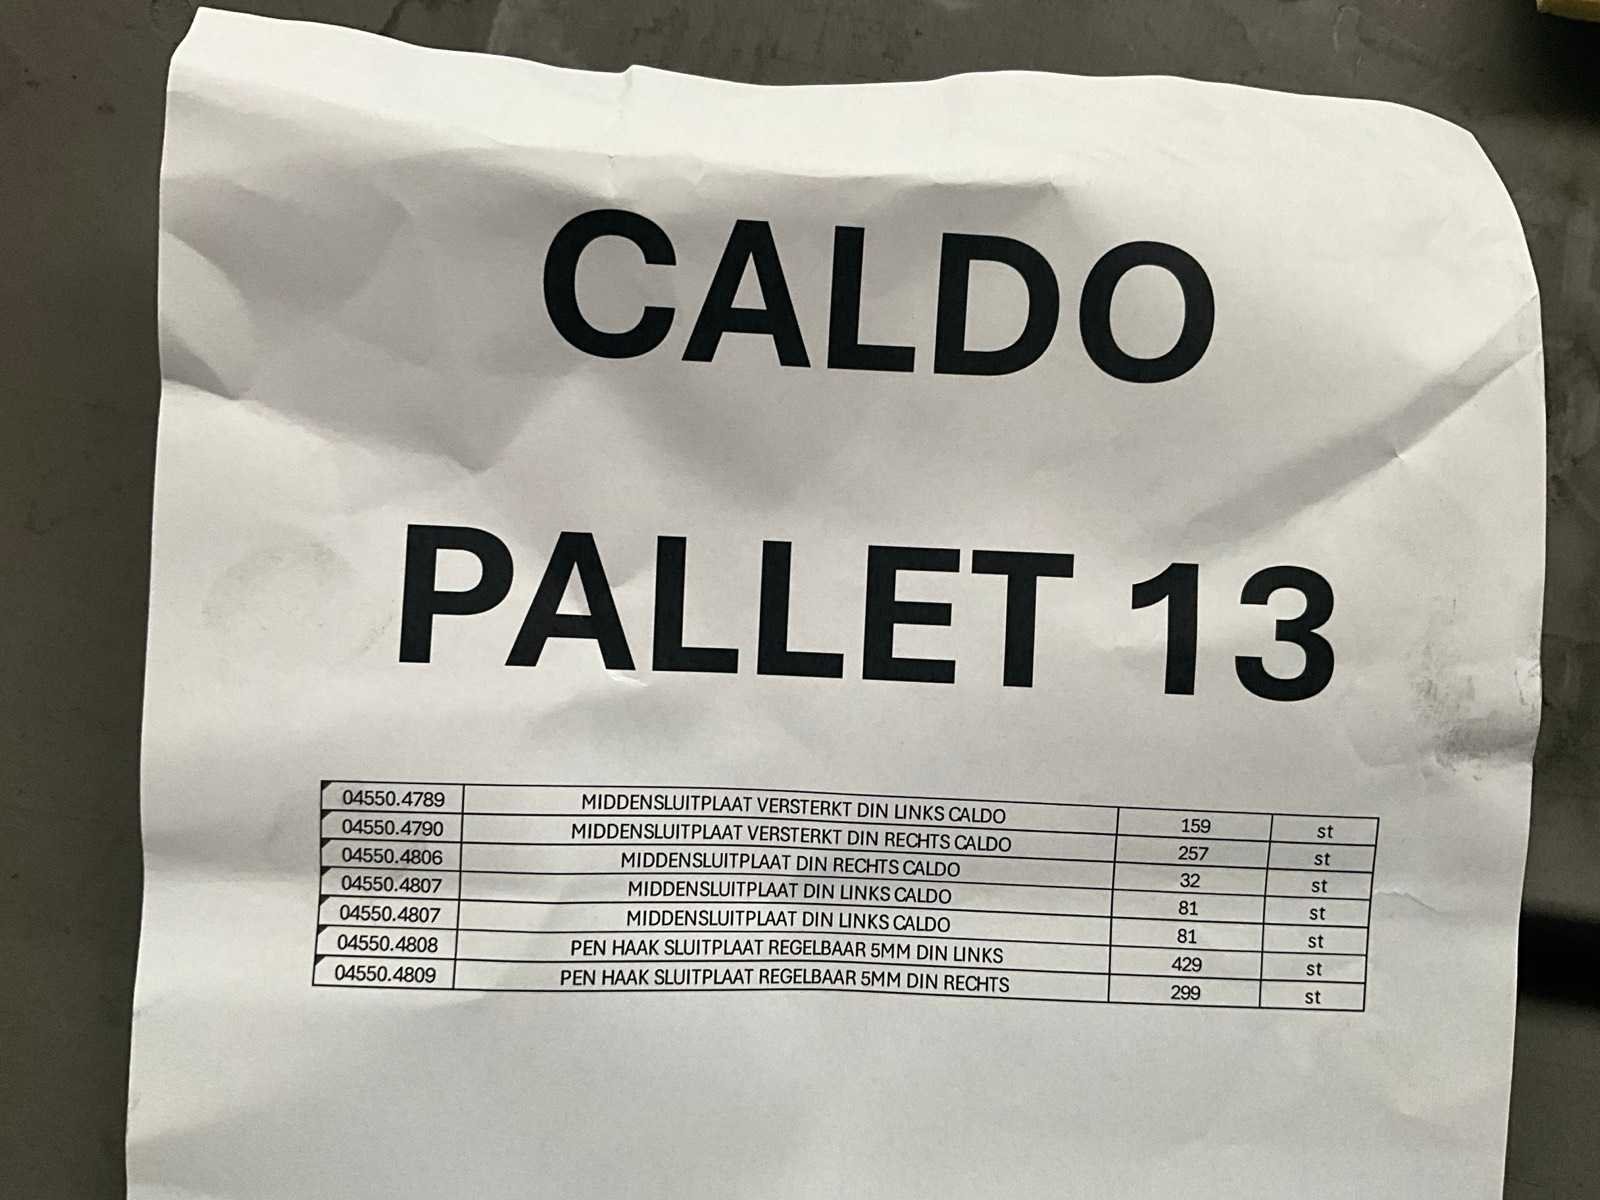 CALDO
PALLET 13
04550.4789 MIDDENSLUITPLAAT VERSTERKT DIN LINKS CALDO 159 st
04550.4790 MIDDENSLUITPLAAT VERSTERKT DIN RECHTS CALDO 257 st
04550.4806 MIDDENSLUITPLAAT DIN RECHTS CALDO 32 st
04550.4807 MIDDENSLUITPLAAT DIN LINKS CALDO 81 st
04550.4807 MIDDENSLUITPLAAT DIN LINKS CALDO 81 st
04550.4808 PEN HAAK SLUITPLAAT REGELBAAR 5MM DIN LINKS 429 st
04550.4809 PEN HAAK SLUITPLAAT REGELBAAR 5MM DIN RECHTS 299 st